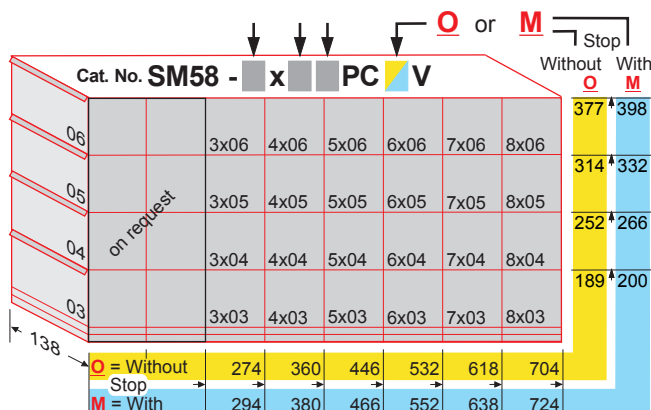 O or M
Stop
Without With
O M
Cat. No. SM58 - x PC V
377 398
06 3x06 4x06 5x06 6x06 7x06 8x06
314 332
05 3x05 4x05 5x05 6x05 7x05 8x05
on request
252 266
04 3x04 4x04 5x04 6x04 7x04 8x04
189 200
03 3x03 4x03 5x03 6x03 7x03 8x03
138
O = Without 274 360 446 532 618 704
Stop
M = With 294 380 466 552 638 724